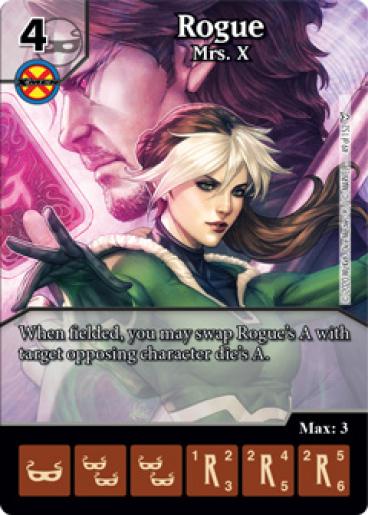 4
Rogue
Mrs. X
X-MEN
When fielded, you may swap Rogue's A with
target opposing character die's A.
Max: 3
1 R 2 3
2 R 4 5
2 R 5 6